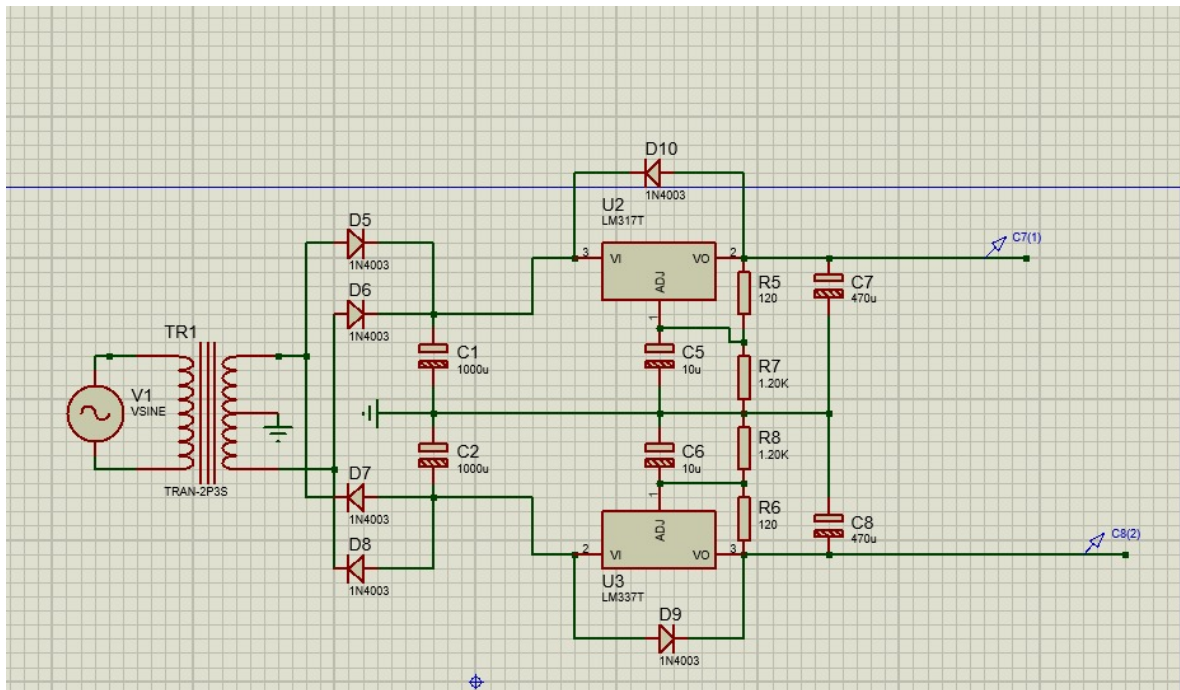 D10
1N4003
U2
LM317T
3
VI
VO
2
ADJ
1
C7(1)
D5
1N4003
D6
1N4003
R5
120
C7
470u
TR1
C1
1000u
C5
10u
R7
1.20K
V1
VSINE
C2
1000u
C6
10u
R8
1.20K
TRAN-2P3S
D7
1N4003
1
ADJ
R6
120
C8
470u
C8(2)
2
VI
VO
3
D8
1N4003
U3
LM337T
D9
1N4003